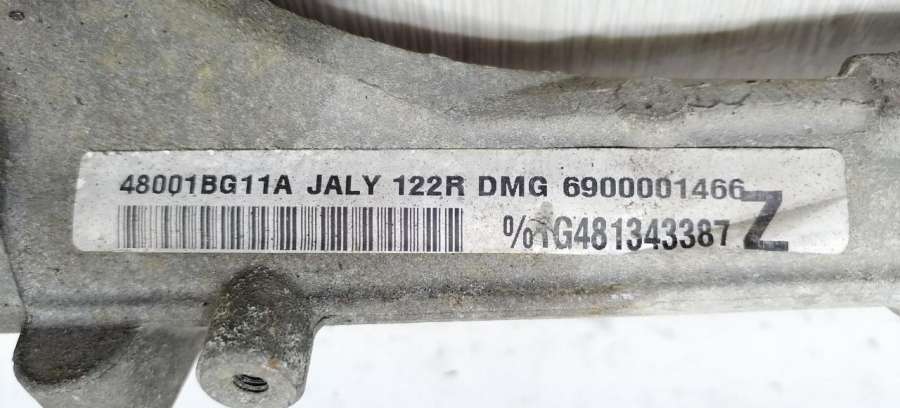 48001BG11A JALY 122R DMG 6900001466
%1G481343387 Z